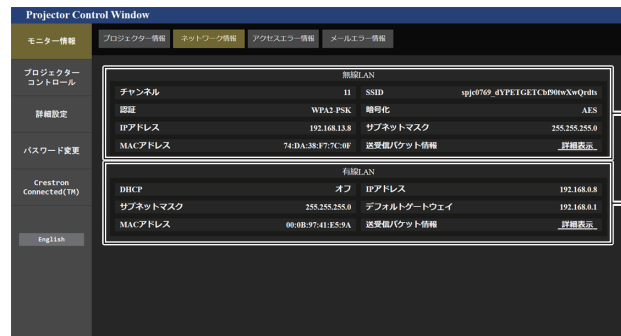 Projector Control Window
モニター情報
プロジェクター情報 ネットワーク情報 アクセスエラー情報 メールエラー情報
プロジェクター
コントロール
詳細設定
パスワード変更
Crestron
Connected(TM)
English
無線LAN
チャンネル 11 SSID spjc0769_dYPETGETCbf90twXwQrdts
認証 WPA2-PSK 暗号化 AES
IPアドレス 192.168.13.8 サブネットマスク 255.255.255.0
MACアドレス 74:DA:38:F7:7C:0F 送受信パケット情報 詳細表示
有線LAN
DHCP オフ IPアドレス 192.168.0.8
サブネットマスク 255.255.255.0 デフォルトゲートウェイ 192.168.0.1
MACアドレス 00:0B:97:41:E5:9A 送受信パケット情報 詳細表示